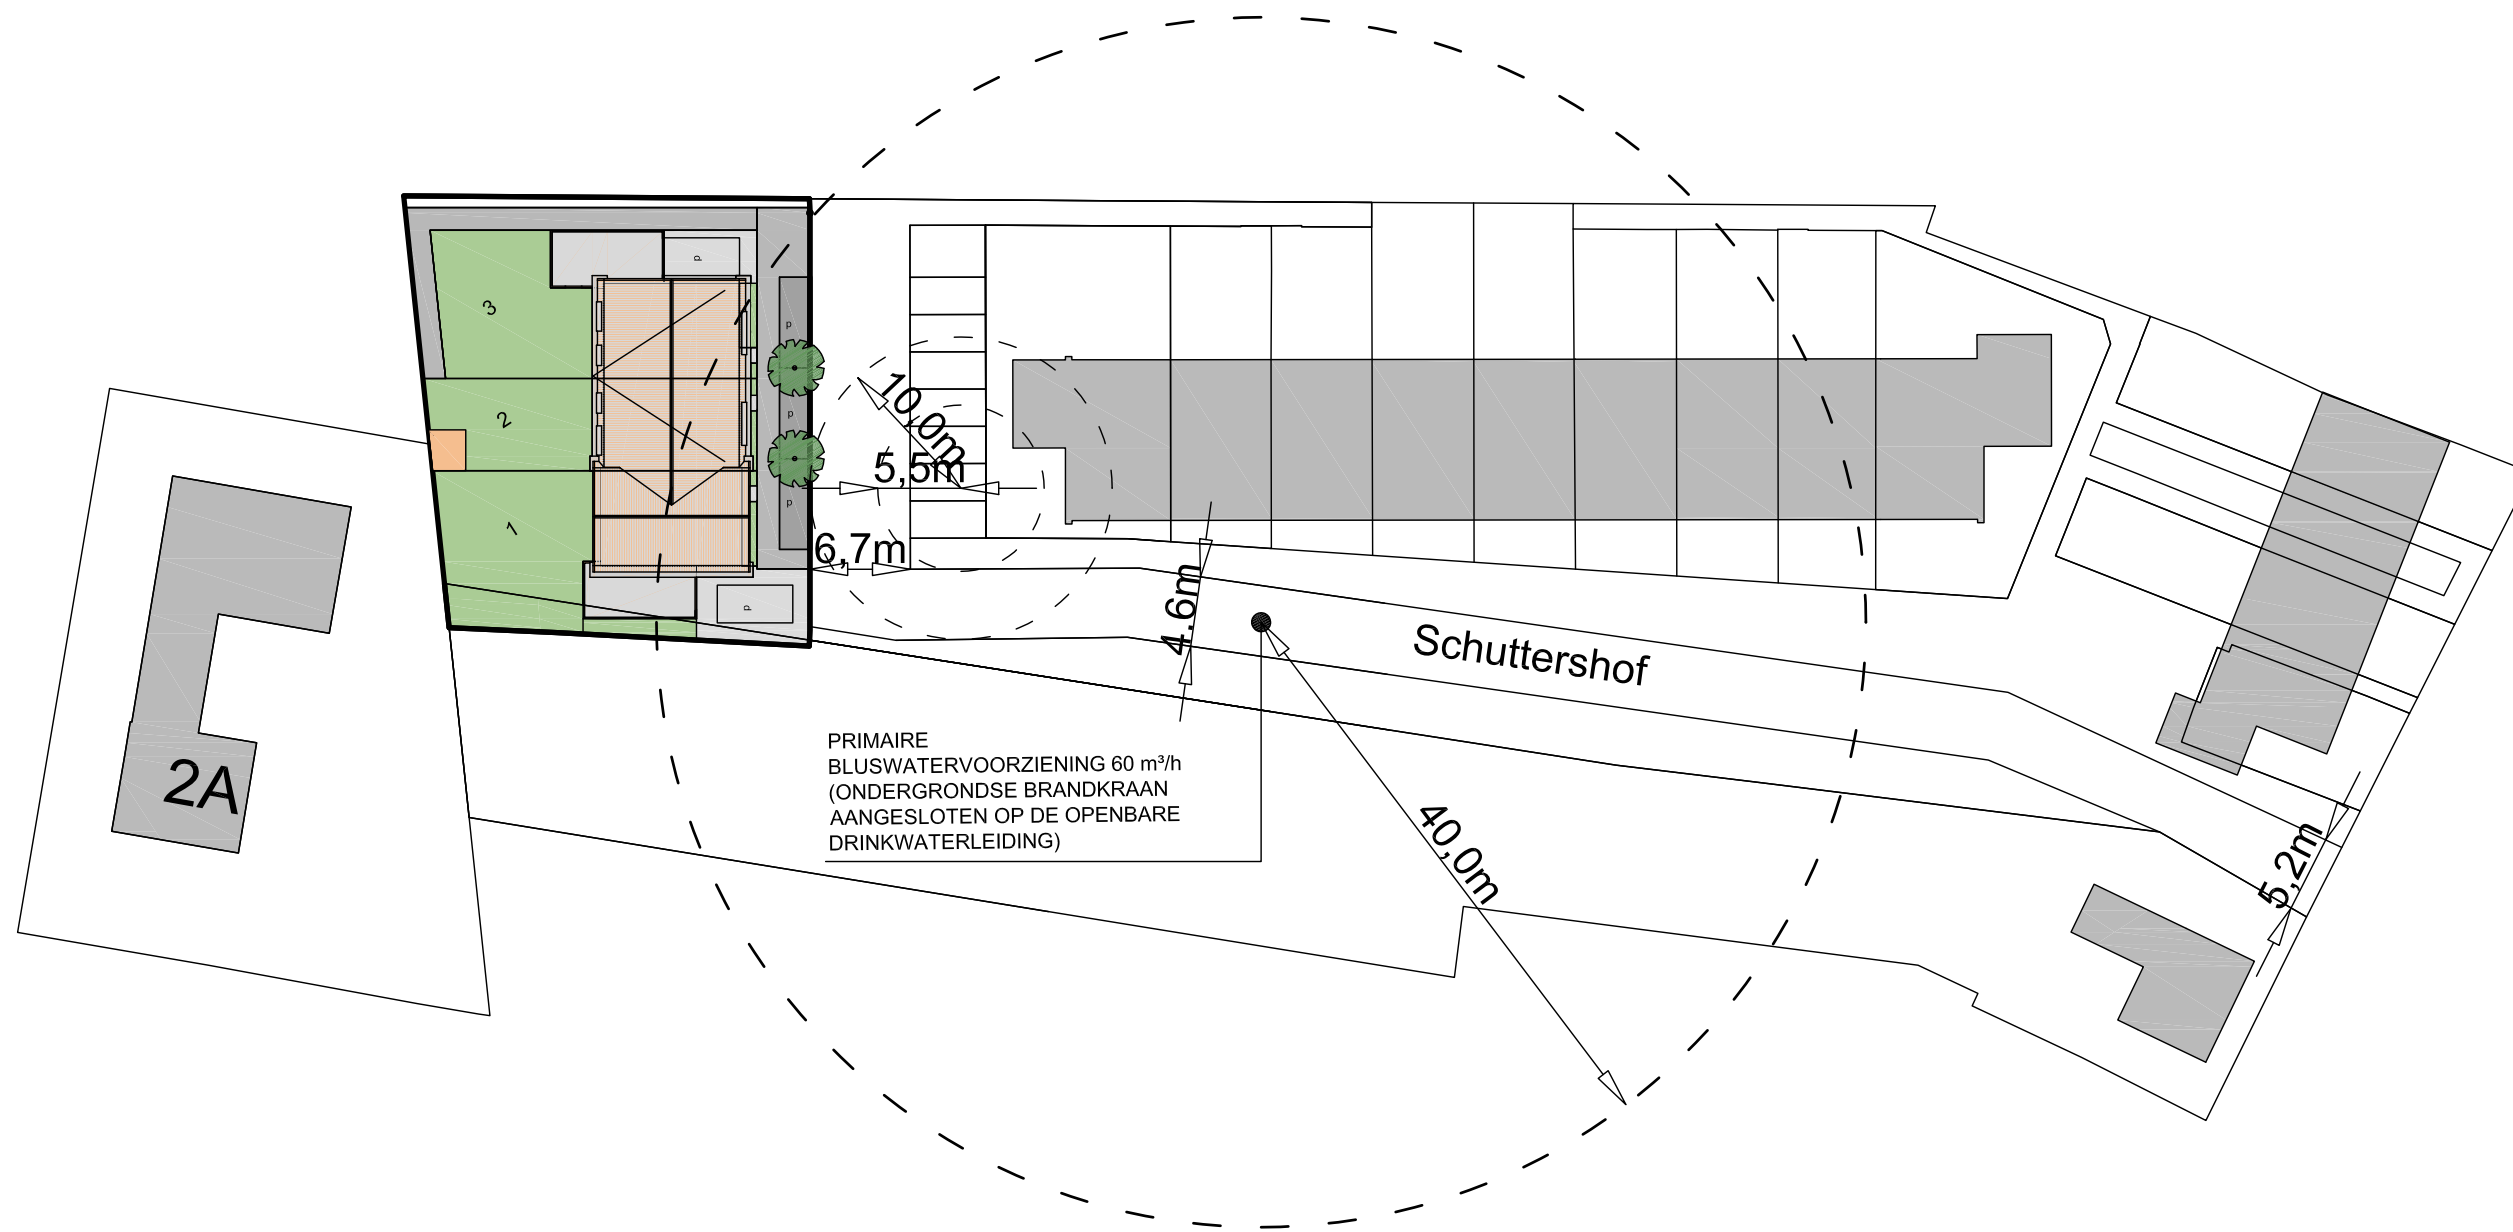 p
3
p
10,0m
2
p
5,5m
p
1
6,7m
4.6m
p
Schuttershof
PRIMAIRE
BLUSWATERVOORZIENING 60 m³/h
(ONDERGRONDSE BRANDKRAAN
AANGESLOTEN OP DE OPENBARE
DRINKWATERLEIDING)
2A
40,0m
5,2m